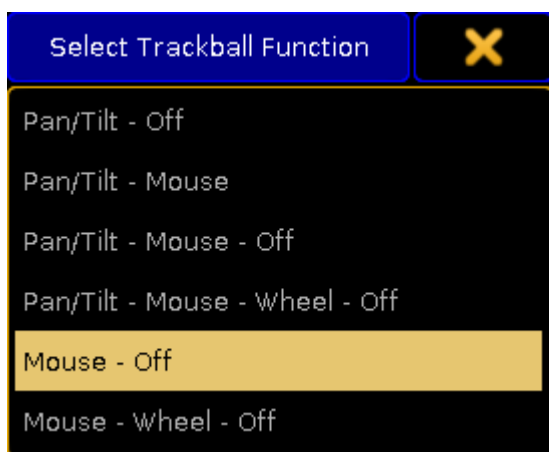 Select Trackball Function
Pan/Tilt - Off
Pan/Tilt - Mouse
Pan/Tilt - Mouse - Off
Pan/Tilt - Mouse - Wheel - Off
Mouse - Off
Mouse - Wheel - Off